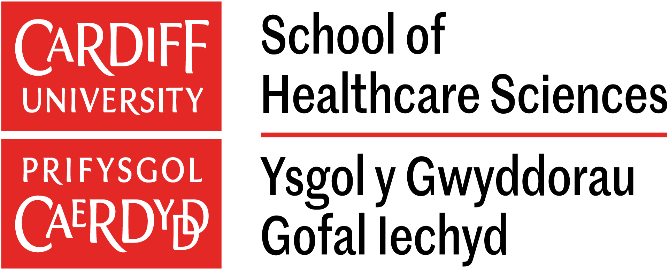 CARDIFF
UNIVERSITY
PRIFYSGOL
CAERDYDD
School of
Healthcare Sciences
Ysgol y Gwyddorau
Gofal Iechyd